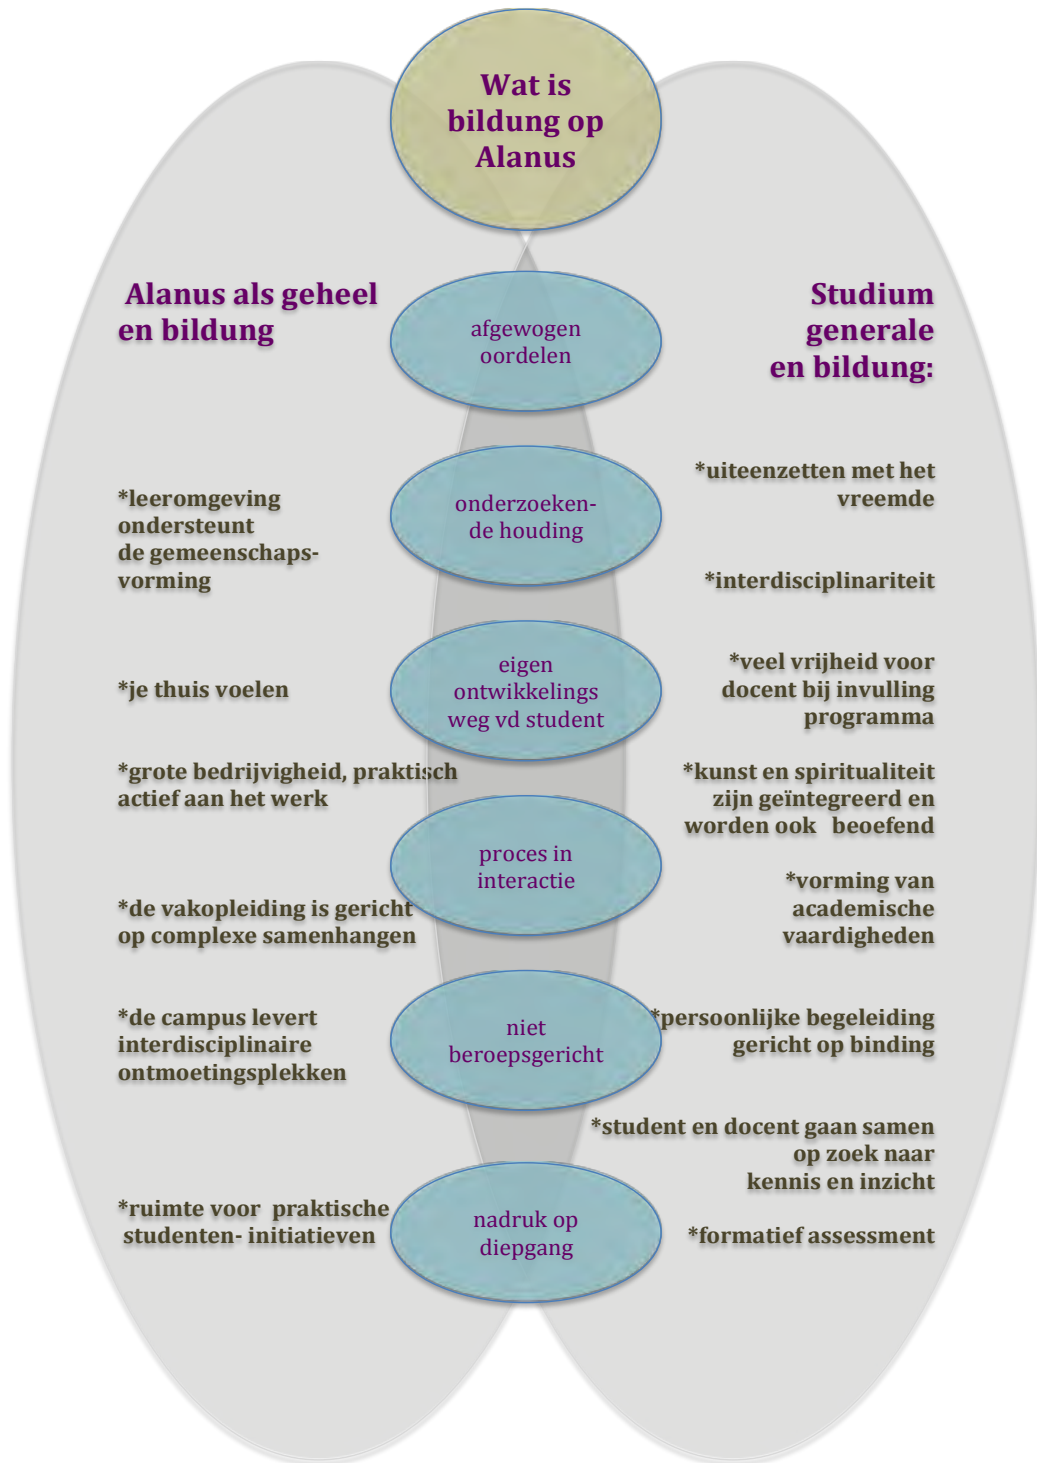 Wat is
bildung op
Alanus
Alanus als geheel
en bildung
*leeromgeving
ondersteunt
de gemeenschaps-
vorming
*je thuis voelen
*grote bedrijvigheid, praktisch
actief aan het werk
*de vakopleiding is gericht
op complexe samenhangen
*de campus levert
interdisciplinaire
ontmoetingsplekken
*ruimte voor praktische
studenten- initiatieven
afgewogen
oordelen
onderzoeken-
de houding
eigen
ontwikkelings
weg vd student
proces in
interactie
niet
beroepsgericht
nadruk op
diepgang
Studium
generale
en bildung:
*uiteenzetten met het
vreemde
*interdisciplinariteit
*veel vrijheid voor
docent bij invulling
programma
*kunst en spiritualiteit
zijn geïntegreerd en
worden ook beoefend
*vorming van
academische
vaardigheden
*persoonlijke begeleiding
gericht op binding
*student en docent gaan samen
op zoek naar
kennis en inzicht
*formatief assessment